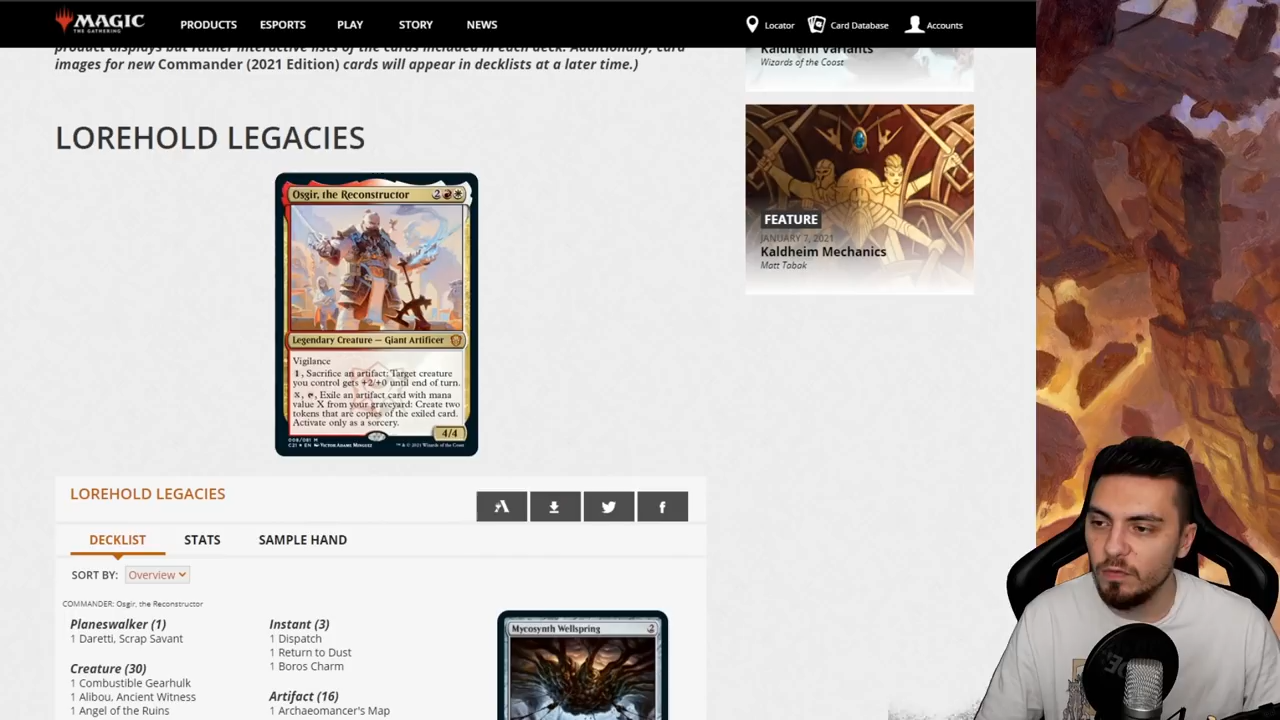 MAGIC
THE GATHERING
PRODUCTS
ESPORTS
PLAY
STORY
NEWS
Locator
Card Database
Accounts
product displays but rather interactive lists of the cards included in each deck. Additionally, card
images for new Commander (2021 Edition) cards will appear in decklists at a later time.)
Kaldheim Variants
Wizards of the Coast
FEATURE
JANUARY 7, 2021
Kaldheim Mechanics
Matt Tabak
LOREHOLD LEGACIES
Osgir, the Reconstructor 2
Legendary Creature — Giant Artificer
Vigilance
1, Sacrifice an artifact: Target creature
you control gets +2/+0 until end of turn.
X, Exile an artifact card with mana
value X from your graveyard: Create two
tokens that are copies of the exiled card.
Activate only as a sorcery.
4/4
LOREHOLD LEGACIES
DECKLIST
STATS
SAMPLE HAND
SORT BY: Overview
COMMANDER: Osgir, the Reconstructor
Planeswalker (1)
1 Daretti, Scrap Savant
Creature (30)
1 Combustible Gearhulk
1 Alibou, Ancient Witness
1 Angel of the Ruins
Instant (3)
1 Dispatch
1 Return to Dust
1 Boros Charm
Artifact (16)
1 Archaeomancer's Map
Mycosynth Wellspring 2